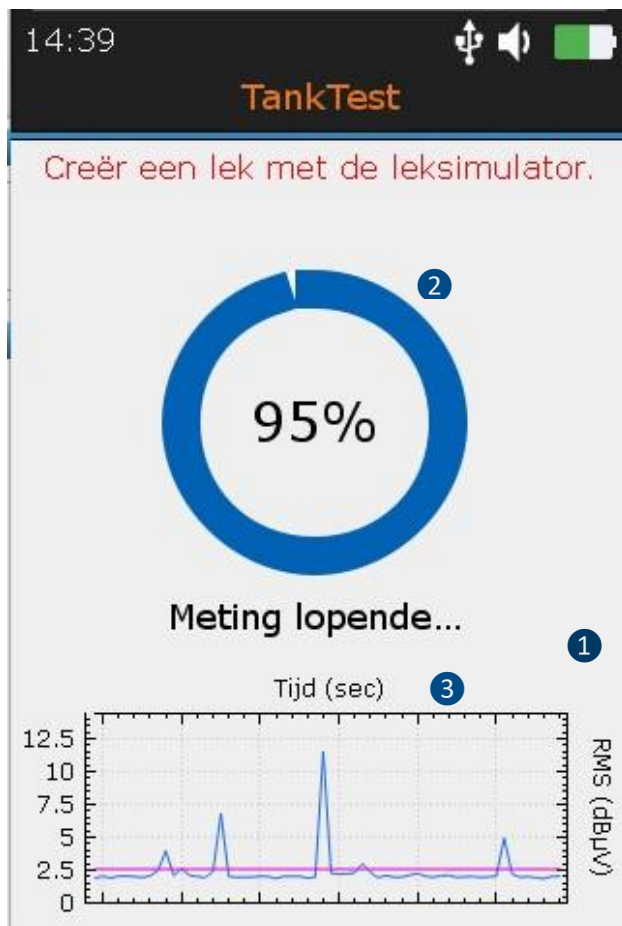 14:39
TankTest
Creër een lek met de leksimulator.
2
95%
Meting lopende...
1
Tijd (sec)
3
12.5
10
7.5
5
2.5
0
RMS (dBµV)